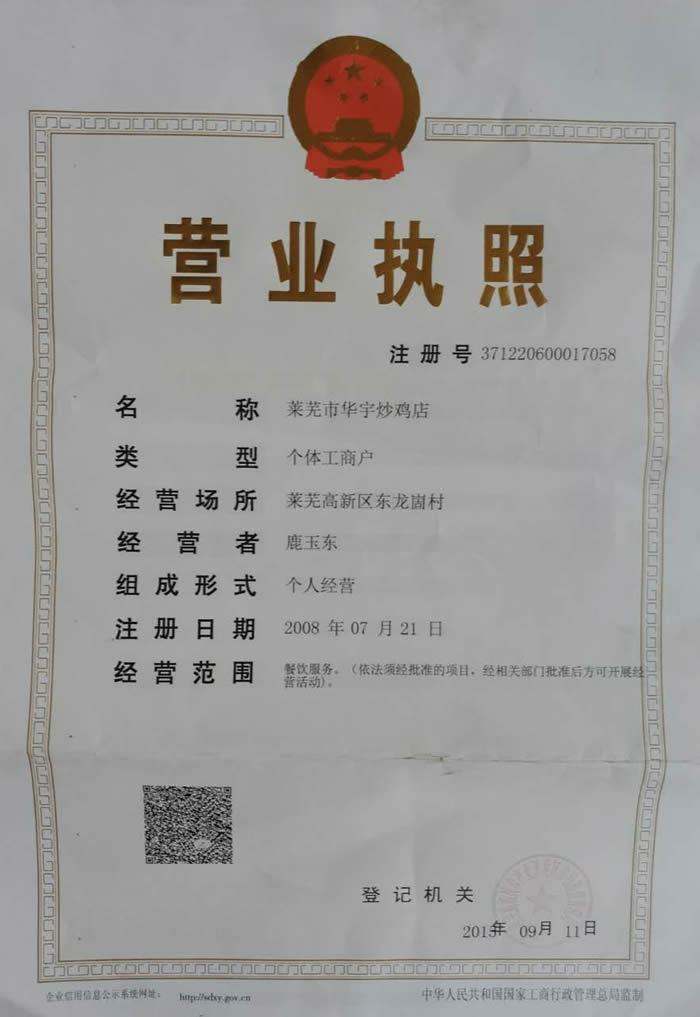 营业执照
注册号 371220600017058
名称 莱芜市华宇炒鸡店
类型 个体工商户
经营场所 莱芜高新区东龙崮村
经营者 鹿玉东
组成形式 个人经营
注册日期 2008 年 07 月 21 日
经营范围 餐饮服务。(依法须经批准的项目，经相关部门批准后方可开展经
营活动)。
登记机关
2015年 09月 11日
企业信用信息公示系统网址： http://sdxy.gov.cn 中华人民共和国国家工商行政管理总局监制